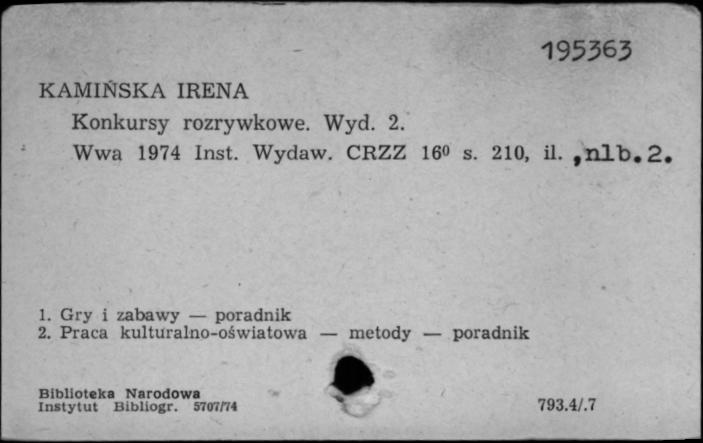 195363
KAMIŃSKA IRENA
Konkursy rozrywkowe. Wyd. 2.
Wwa 1974 Inst. Wydaw. CRZZ 16⁰ s. 210, il. ,nlb.2.
1. Gry i zabawy — poradnik
2. Praca kulturalno-oświatowa — metody — poradnik
Biblioteka Narodowa
Instytut Bibliogr. 5707/74
793.4/.7